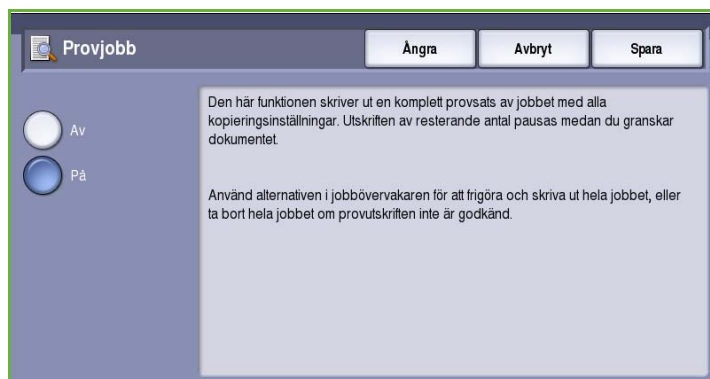 Provjobb
Ångra
Avbryt
Spara
Av
På
Den här funktionen skriver ut en komplett provsats av jobbet med alla
kopieringsinställningar. Utskriften av resterande antal pausas medan du granskar
dokumentet.
Använd alternativen i jobbövervakaren för att frigöra och skriva ut hela jobbet, eller
ta bort hela jobbet om provutskriften inte är godkänd.